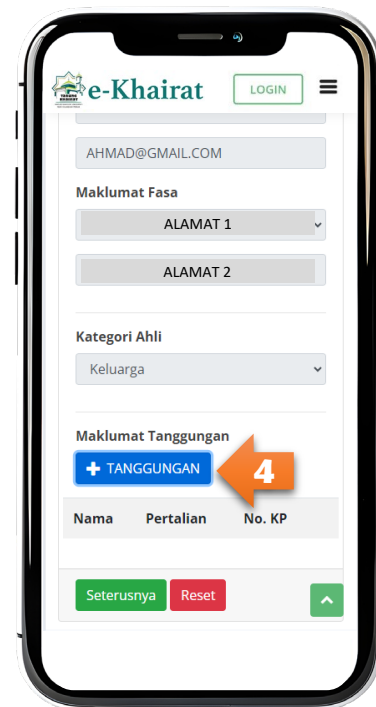 e-Khairat
LOGIN
AHMAD@GMAIL.COM
Maklumat Fasa
ALAMAT 1
ALAMAT 2
Kategori Ahli
Keluarga
Maklumat Tanggungan
+ TANGGUNGAN
4
Nama Pertalian No. KP
Seterusnya Reset